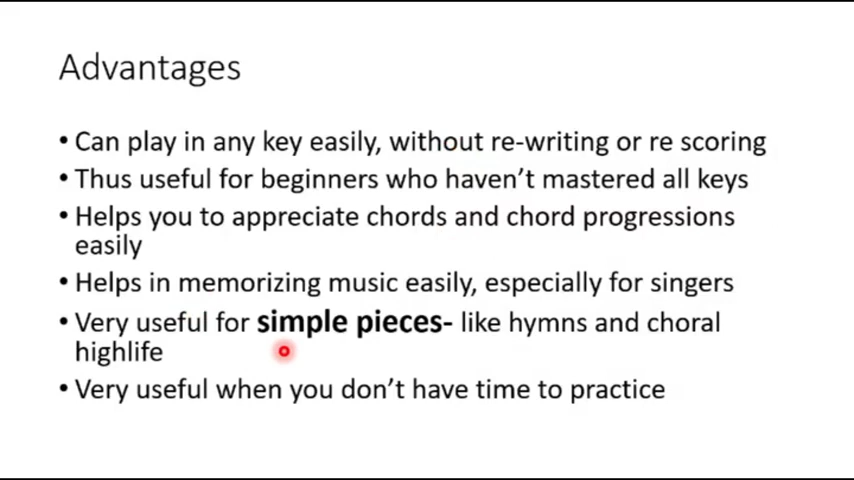 Advantages
• Can play in any key easily, without re-writing or re scoring
• Thus useful for beginners who haven’t mastered all keys
• Helps you to appreciate chords and chord progressions
easily
• Helps in memorizing music easily, especially for singers
• Very useful for simple pieces- like hymns and choral
highlife
• Very useful when you don’t have time to practice